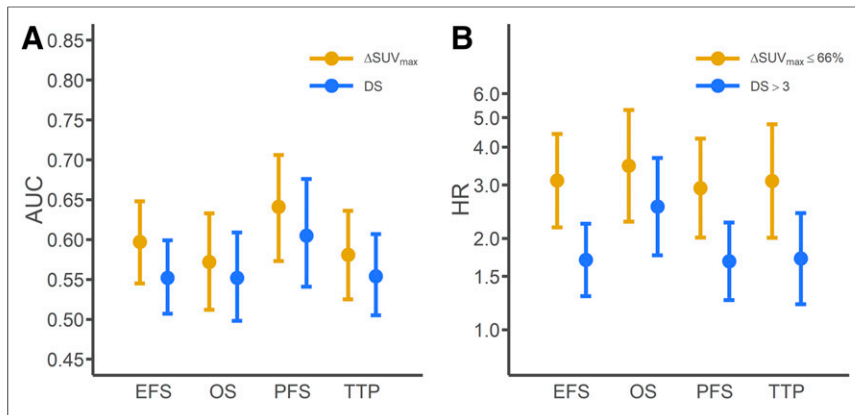 A
0.85
0.80
0.75
0.70
0.65
0.60
0.55
0.50
0.45
AUC
ΔSUVmax
DS
EFS OS PFS TTP
B
6.0
5.0
4.0
3.0
2.0
1.5
1.0
HR
ΔSUVmax ≤ 66%
DS > 3
EFS OS PFS TTP